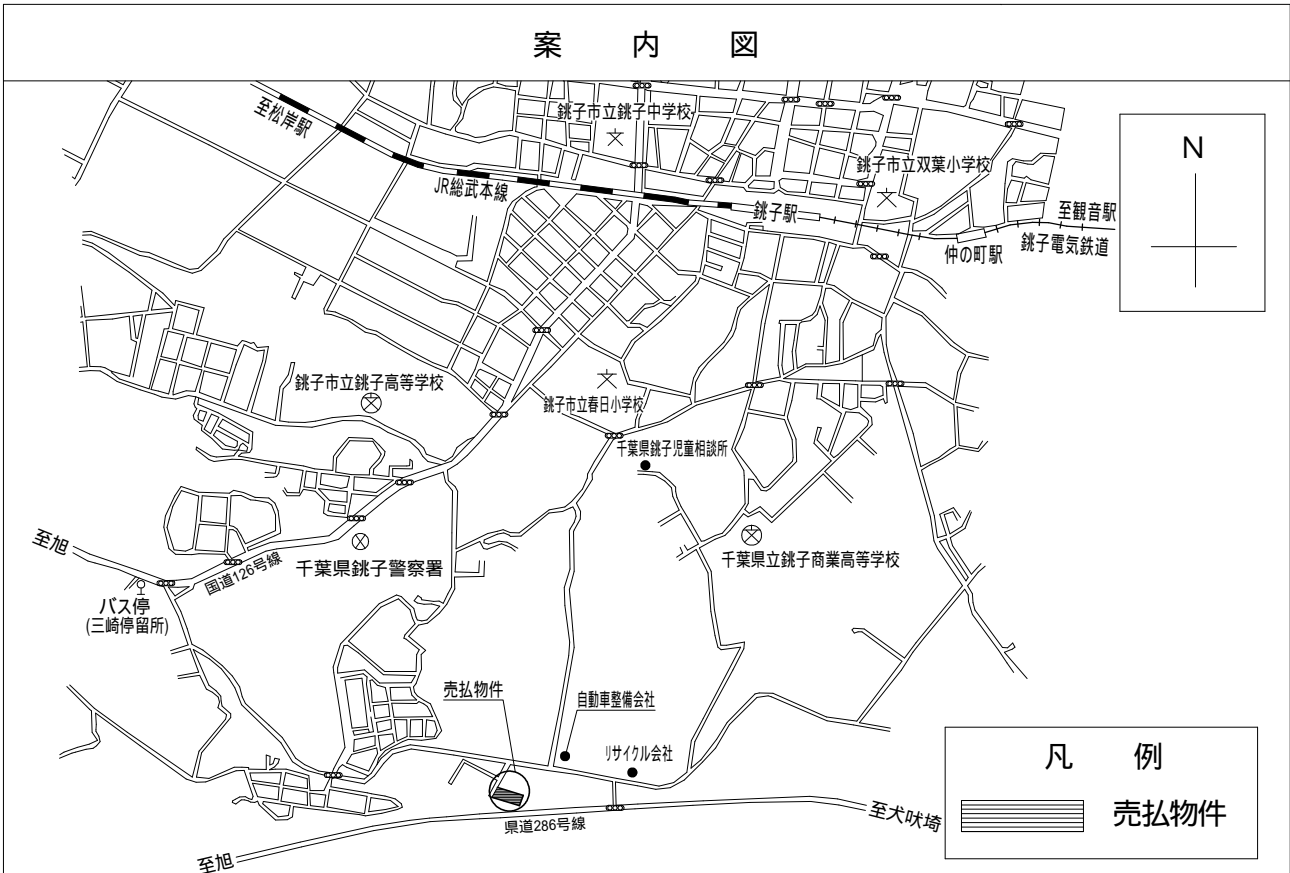 案内図
至松岸駅
銚子市立銚子中学校
銚子市立双葉小学校
N
JR総武本線
銚子駅
至観音駅
仲の町駅
銚子電気鉄道
銚子市立銚子高等学校
銚子市立春日小学校
千葉県銚子児童相談所
至旭
国道126号線
千葉県銚子警察署
千葉県立銚子商業高等学校
バス停
(三崎停留所)
売払物件
自動車整備会社
リサイクル会社
凡例
売払物件
県道286号線
至犬吠埼
至旭